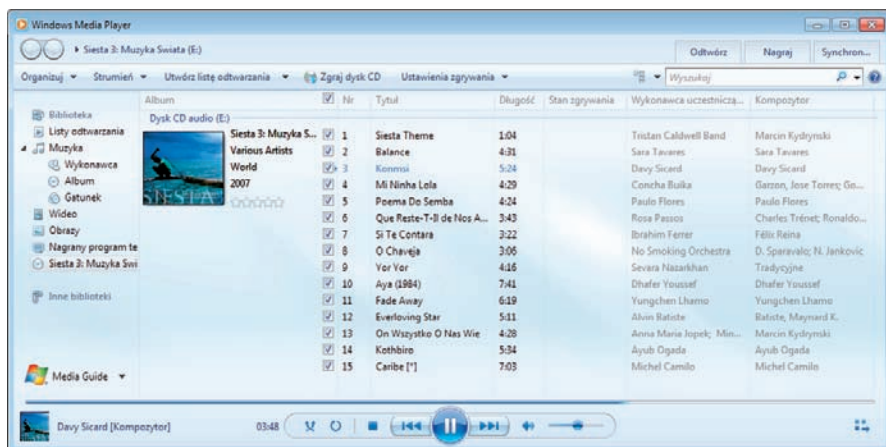 Windows Media Player
Siesta 3: Muzyka Swiata (E:)
Odtwórz Nagraj Synchron...
Organizuj Strumień Utwórz listę odtwarzania Zgraj dysk CD Ustawienia zgrywania Wyszukaj
Album Nr Tytuł Długość Stan zgrywania Wykonawca uczestniczą... Kompozytor
Biblioteka
Listy odtwarzania
Muzyka
Wykonawca
Album
Gatunek
Wideo
Obrazy
Nagrany program te
Siesta 3: Muzyka Swi
Inne biblioteki
Media Guide
Dysk CD audio (E:)
SIESTA
Siesta 3: Muzyka S...
Various Artists
World
2007
1 Siesta Theme 1:04 Tristan Caldwell Band Marcin Kydrynski
2 Balance 4:31 Sara Tavares Sara Tavares
3 Konmsi 5:24 Davy Sicard Davy Sicard
4 Mi Ninha Lola 4:29 Concha Buika Garzon, Jose Torres; Go...
5 Poema Do Semba 4:24 Paulo Flores Paulo Flores
6 Que Reste-T-Il de Nos A... 3:43 Rosa Passos Charles Trénet; Ronaldo...
7 Si Te Contara 3:22 Ibrahim Ferrer Félix Reina
8 O Chaveja 3:06 No Smoking Orchestra D. Sparavalo; N. Jankovic
9 Yor Yor 4:16 Sevara Nazarkhan Tradycyjne
10 Aya (1984) 7:41 Dhafer Youssef Dhafer Youssef
11 Fade Away 6:19 Yungchen Lhamo Yungchen Lhamo
12 Everloving Star 5:11 Alvin Batiste Batiste, Maynard K.
13 On Wszystko O Nas Wie 4:28 Anna Maria Jopek; Min... Marcin Kydrynski
14 Kothbiro 5:34 Ayub Ogada Ayub Ogada
15 Caribe [*] 7:03 Michel Camilo Michel Camilo
Davy Sicard [Kompozytor] 03:48